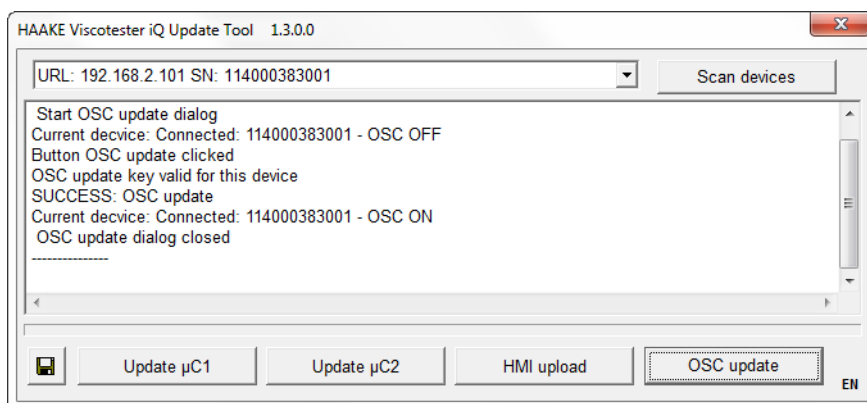 HAAKE Viscotester iQ Update Tool 1.3.0.0
URL: 192.168.2.101 SN: 114000383001
Scan devices
Start OSC update dialog
Current decvice: Connected: 114000383001 - OSC OFF
Button OSC update clicked
OSC update key valid for this device
SUCCESS: OSC update
Current decvice: Connected: 114000383001 - OSC ON
OSC update dialog closed
---------------
Update µC1
Update µC2
HMI upload
OSC update
EN